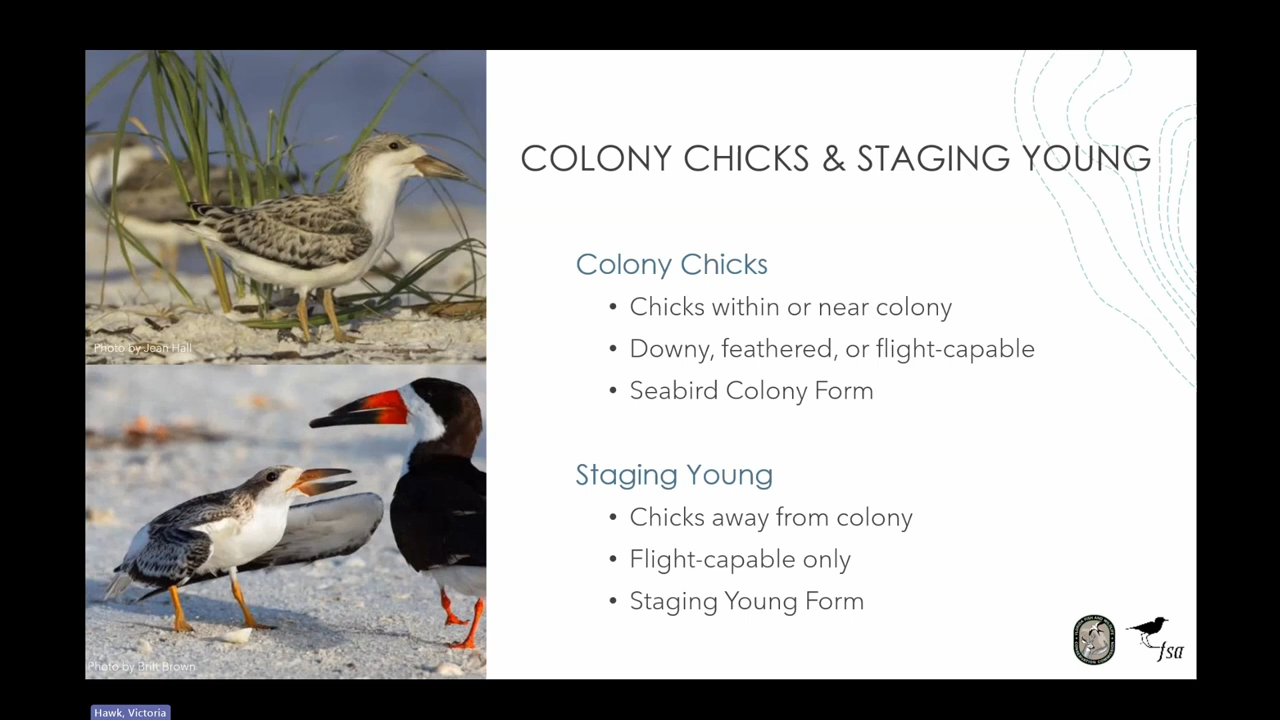 COLONY CHICKS & STAGING YOUNG
Colony Chicks
• Chicks within or near colony
• Downy, feathered, or flight-capable
• Seabird Colony Form
Staging Young
• Chicks away from colony
• Flight-capable only
• Staging Young Form
Photo by Jean Hall
Photo by Britt Brown
fsa
Hawk, Victoria